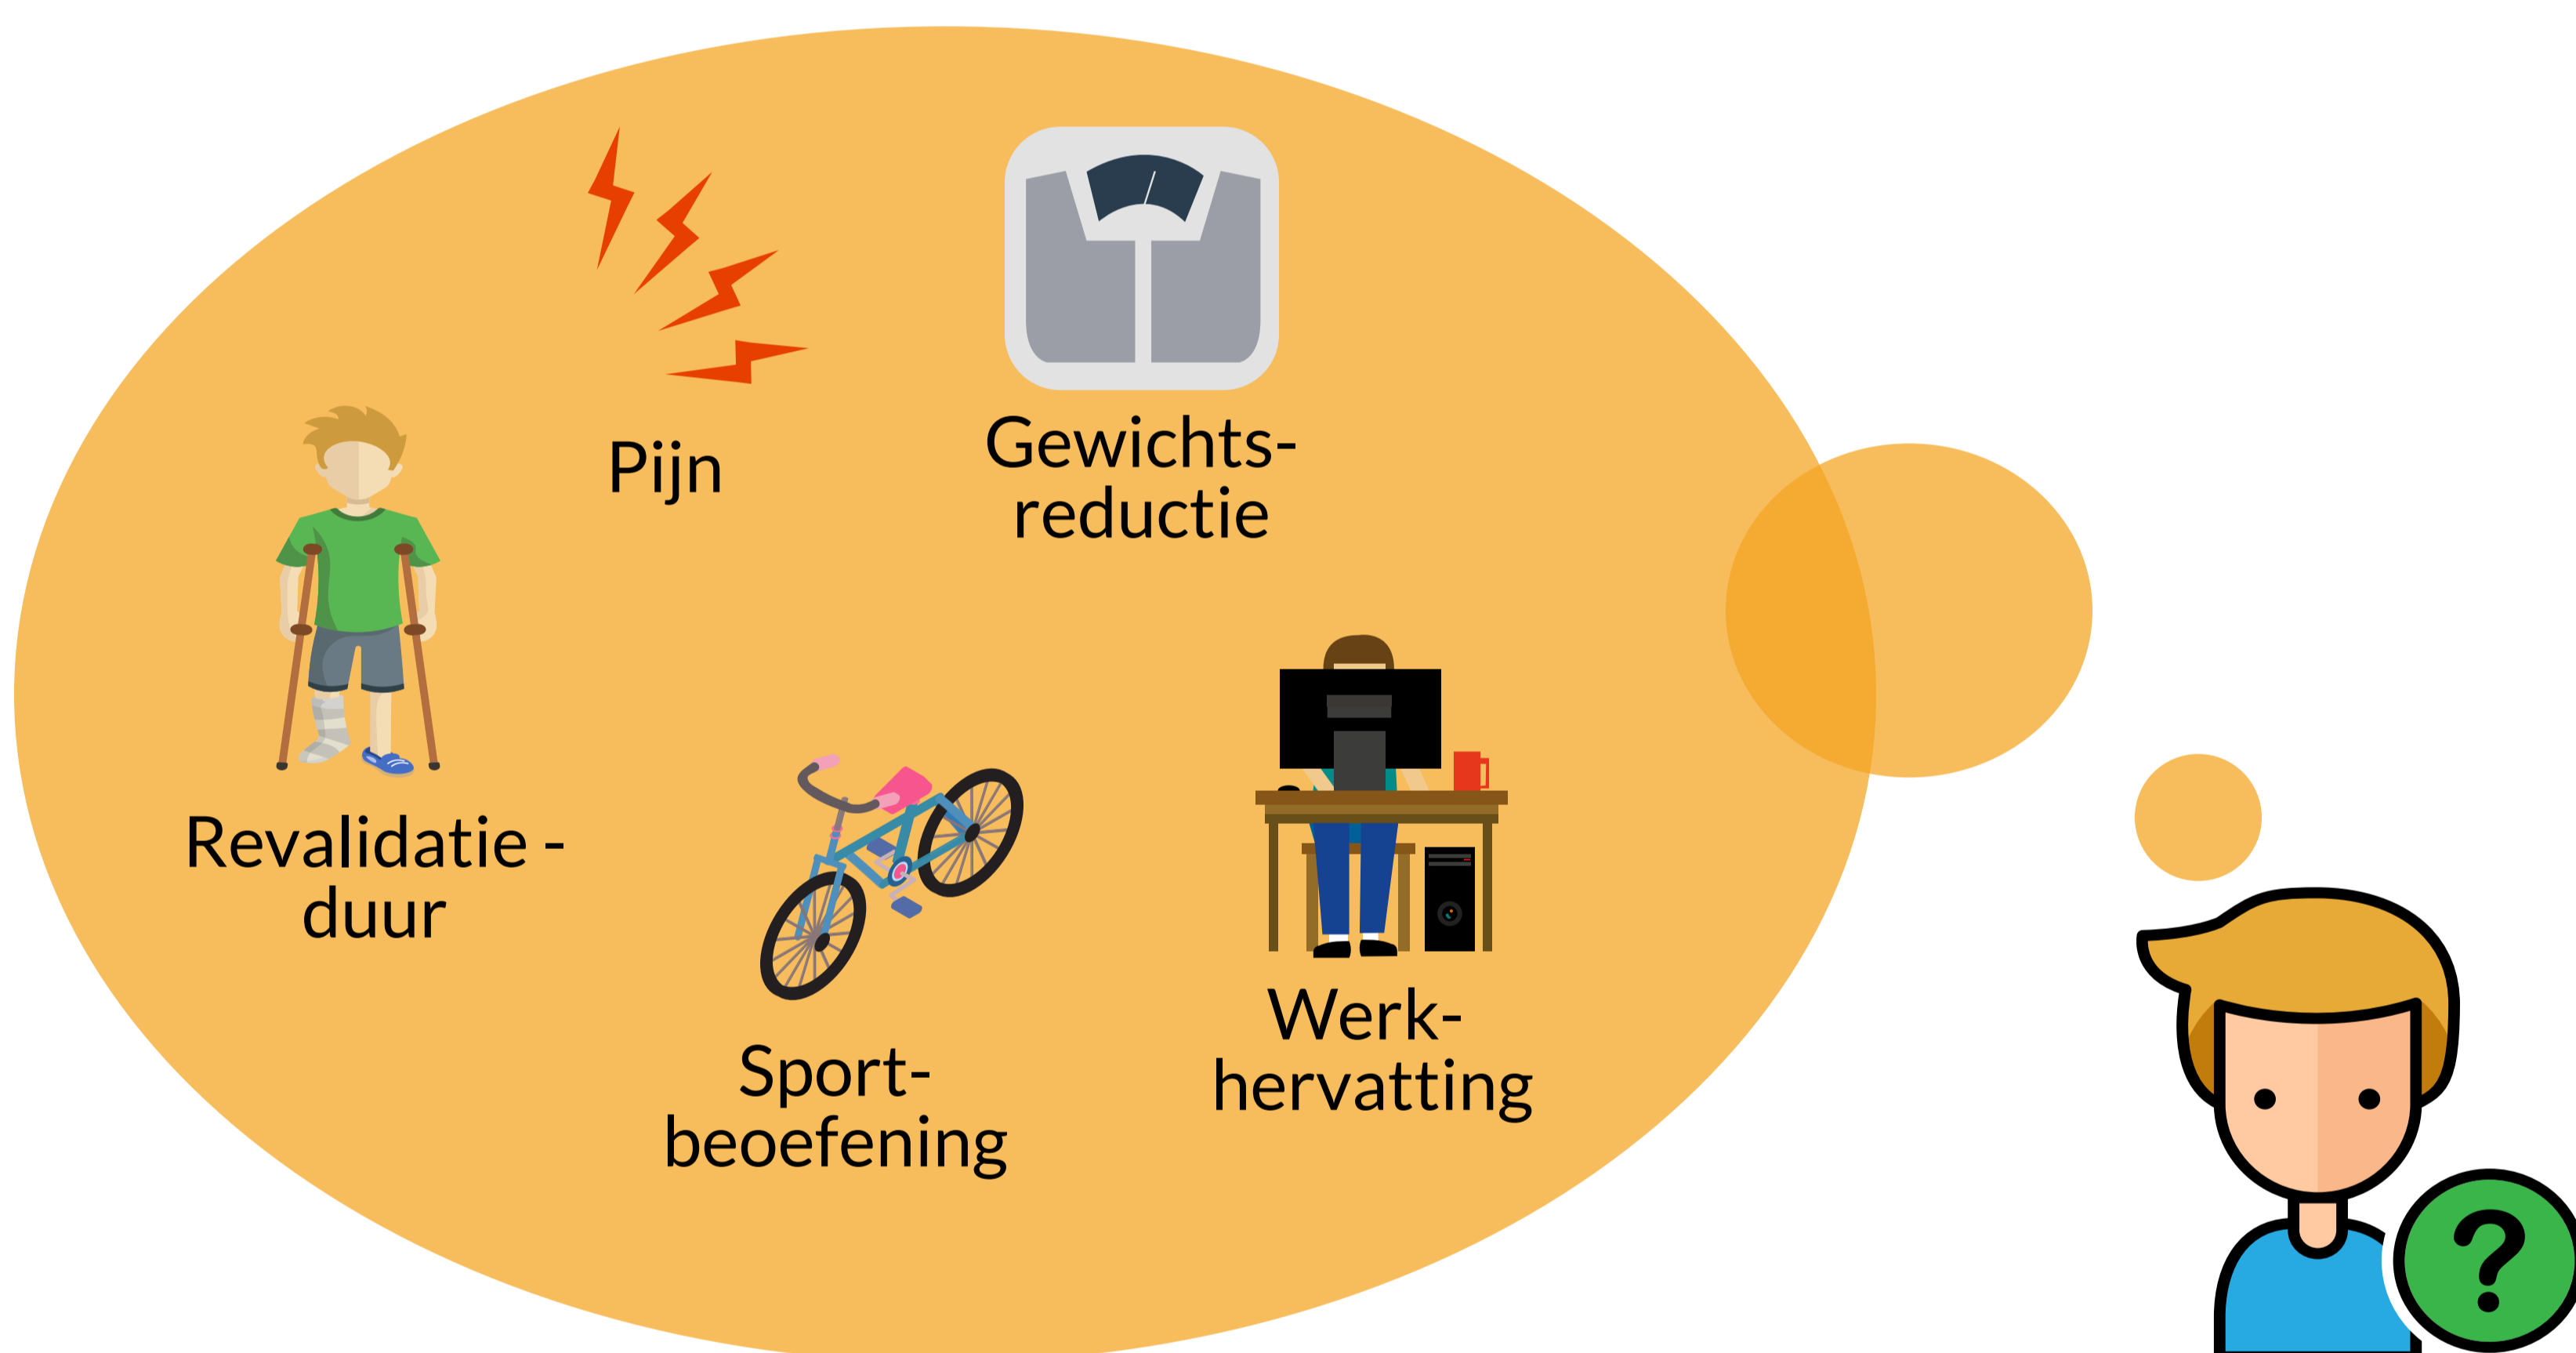 Pijn
Gewichts-
reductie
Revalidatie -
duur
Sport-
beoefening
Werk-
hervatting
?